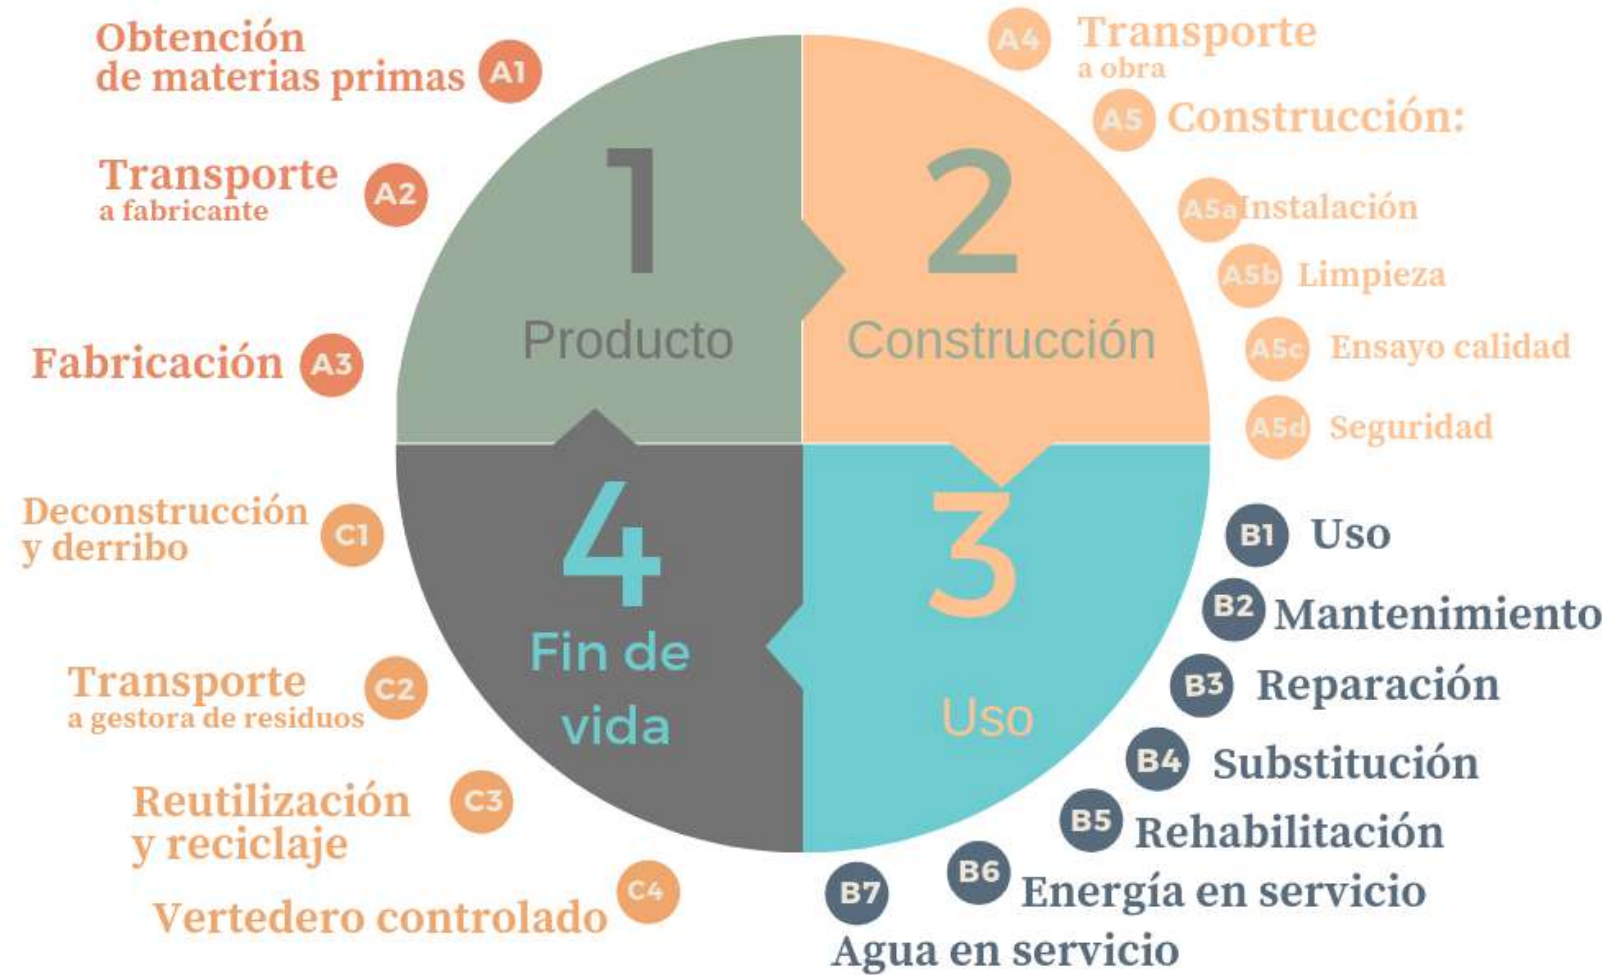 Obtención
de materias primas
A1
Transporte
a fabricante
A2
Fabricación
A3
1
Producto
2
Construcción
A4
Transporte
a obra
A5
Construcción:
A5a
Instalación
A5b
Limpieza
A5c
Ensayo calidad
A5d
Seguridad
3
Uso
B1
Uso
B2
Mantenimiento
B3
Reparación
B4
Substitución
B5
Rehabilitación
B6
Energía en servicio
B7
Agua en servicio
4
Fin de
vida
Deconstrucción
y derribo
C1
Transporte
a gestora de residuos
C2
Reutilización
y reciclaje
C3
Vertedero controlado
C4